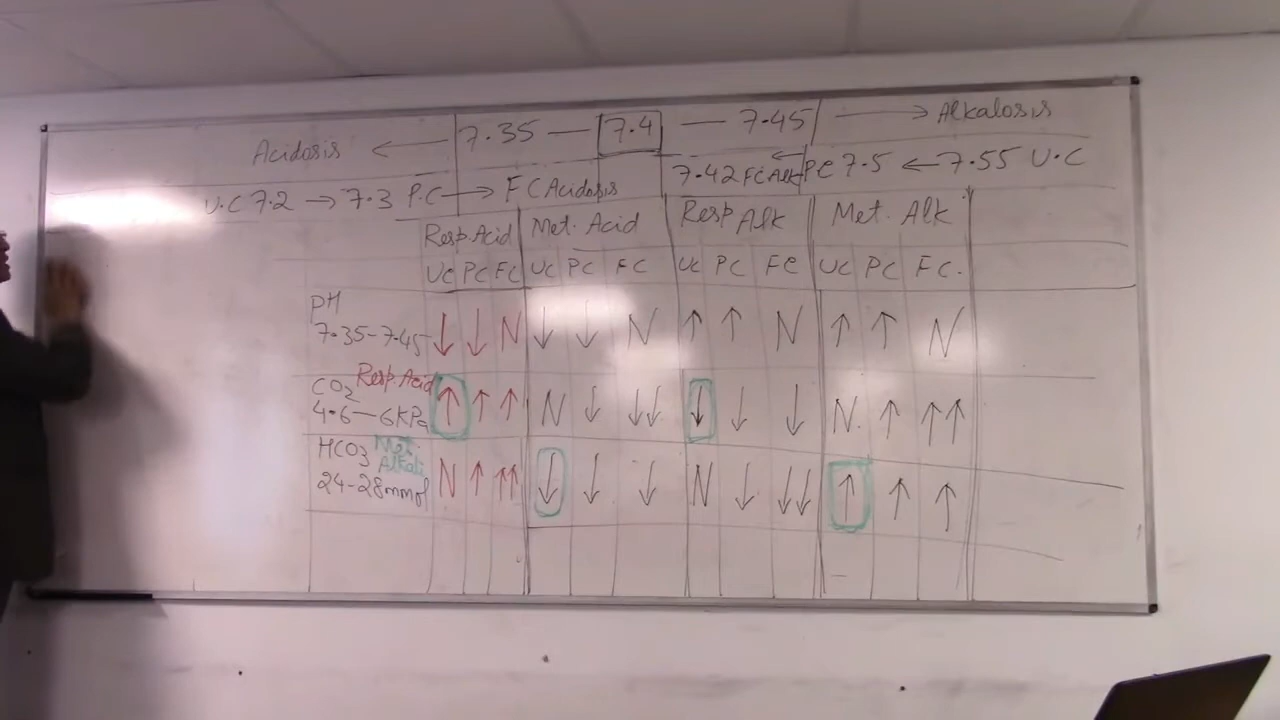 Acidosis ← 7.35 — 7.4 — 7.45 → Alkalosis
U.C 7.2 → 7.3 P.C → FC Acidosis 7.42 FC Alk ← PC 7.5 ← 7.55 U.C
Resp. Acid Met. Acid Resp Alk Met. Alk
UC PC FC UC PC FC UC PC FC UC PC FC.
PH
7.35-7.45 ↓ ↓ N ↓ ↓ N ↑ ↑ N ↑ ↑ N
Resp. Acid
CO2
4.6—6KPa ↑ ↑ ↑ N ↓ ↓↓ ↓ ↓ ↓ N. ↑ ↑↑
HCO3 Met.
Alkali
24-28mmol N ↑ ↑↑ ↓ ↓ ↓ N ↓ ↓↓ ↑ ↑ ↑